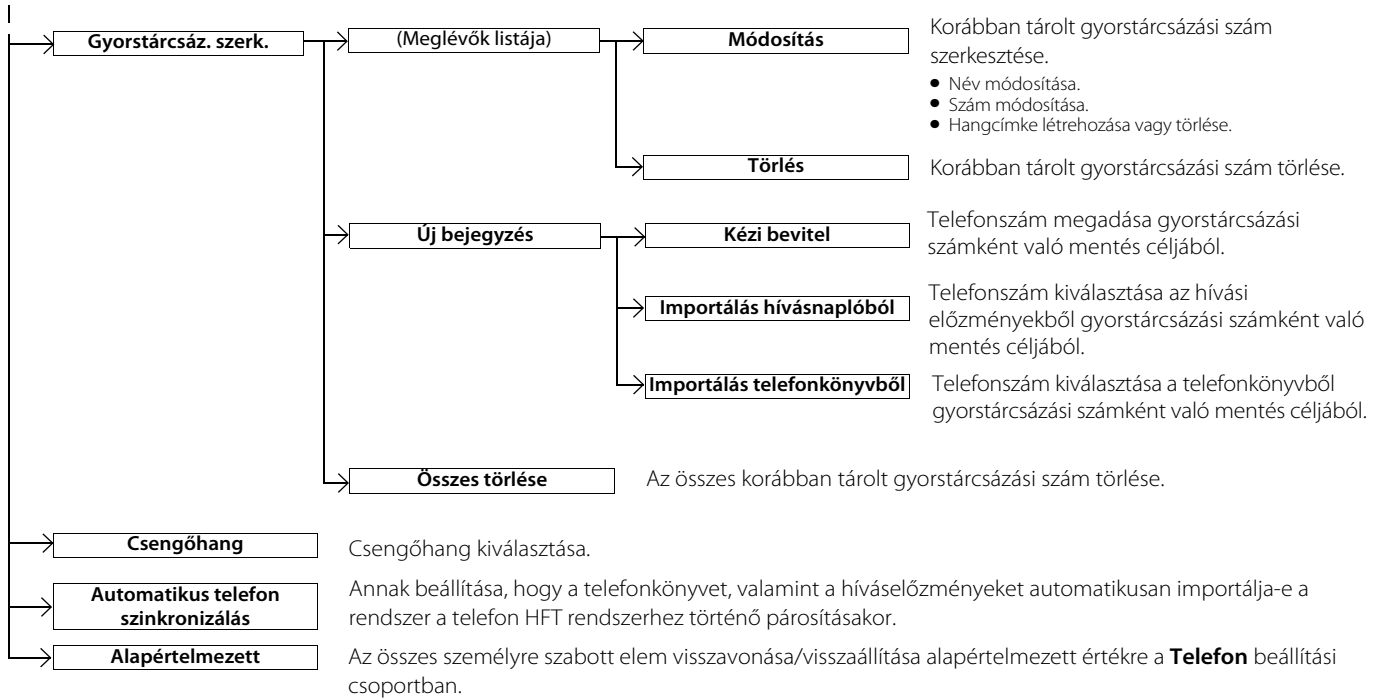 Gyorstárcsáz. szerk.
(Meglévők listája)
Módosítás
Korábban tárolt gyorstárcsázási szám
szerkesztése.
● Név módosítása.
● Szám módosítása.
● Hangcímke létrehozása vagy törlése.
Törlés
Korábban tárolt gyorstárcsázási szám törlése.
Új bejegyzés
Kézi bevitel
Telefonszám megadása gyorstárcsázási
számként való mentés céljából.
Importálás hívásnaplóból
Telefonszám kiválasztása az hívási
előzményekből gyorstárcsázási számként való
mentés céljából.
Importálás telefonkönyvből
Telefonszám kiválasztása a telefonkönyvből
gyorstárcsázási számként való mentés céljából.
Összes törlése
Az összes korábban tárolt gyorstárcsázási szám törlése.
Csengőhang
Csengőhang kiválasztása.
Automatikus telefon
szinkronizálás
Annak beállítása, hogy a telefonkönyvet, valamint a híváselőzményeket automatikusan importálja-e a
rendszer a telefon HFT rendszerhez történő párosításakor.
Alapértelmezett
Az összes személyre szabott elem visszavonása/visszaállítása alapértelmezett értékre a Telefon beállítási
csoportban.